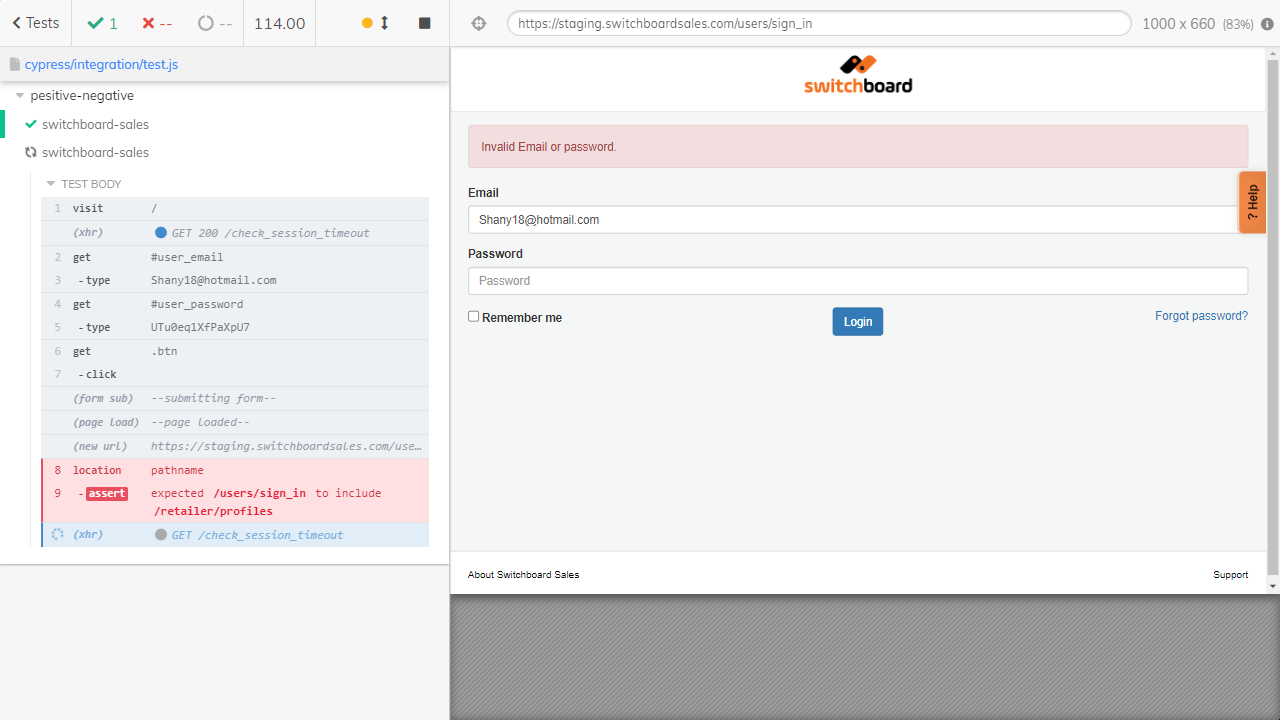 Tests
1
--
--
114.00
https://staging.switchboardsales.com/users/sign_in
1000 x 660 (83%)
cypress/integration/test.js
pesitive-negative
switchboard-sales
switchboard-sales
TEST BODY
1 visit /
(xhr) GET 200 /check_session_timeout
2 get #user_email
3 -type Shany18@hotmail.com
4 get #user_password
5 -type UTu0eq1XfPaXpU7
6 get .btn
7 -click
(form sub) --submitting form--
(page load) --page loaded--
(new url) https://staging.switchboardsales.com/use…
8 location pathname
9 -assert expected /users/sign_in to include
/retailer/profiles
(xhr) GET /check_session_timeout
switchboard
Invalid Email or password.
Email
Shany18@hotmail.com
? Help
Password
Password
Remember me
Login
Forgot password?
About Switchboard Sales
Support